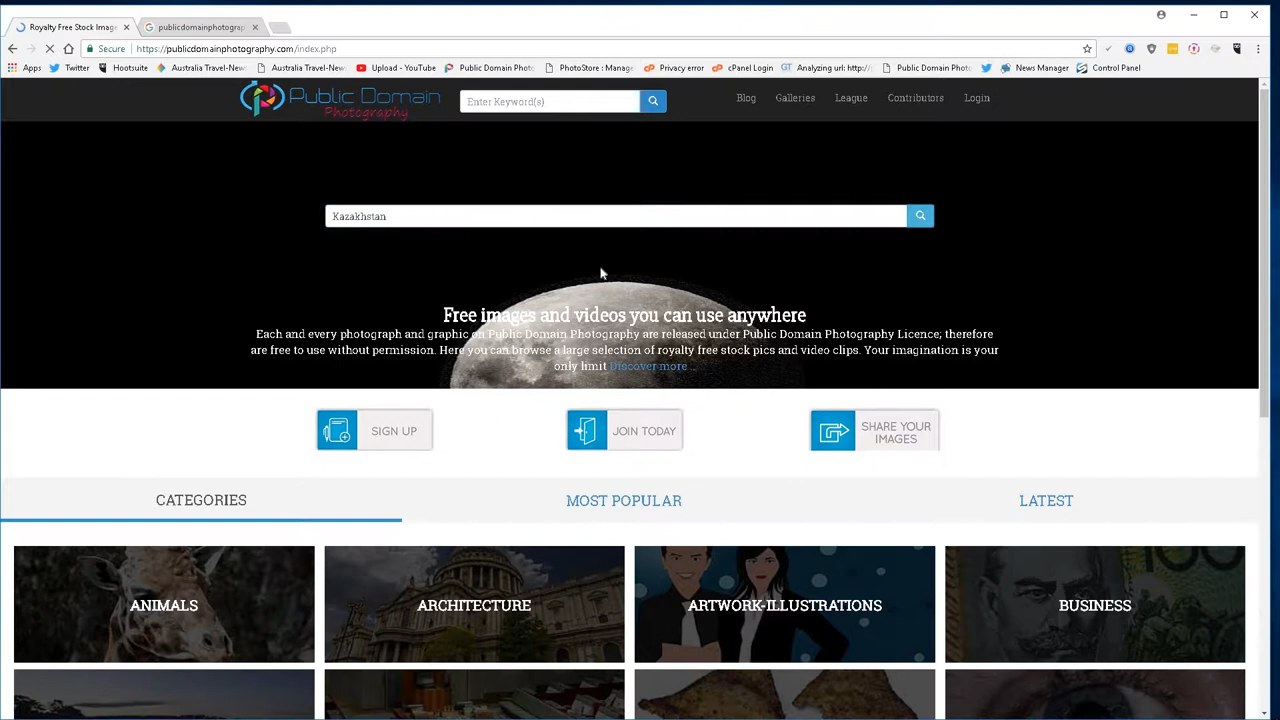 Royalty Free Stock Imag
publicdomainphotograp
Secure
https://publicdomainphotography.com/index.php
Apps
Twitter
Hootsuite
Australia Travel-New
Australia Travel-New
Upload - YouTube
Public Domain Photo
PhotoStore : Manage
Privacy error
cPanel Login
GT
Analyzing url: http:/
Public Domain Phot
News Manager
Control Panel
Public Domain
Photography
Enter Keyword(s)
Blog
Galleries
League
Contributors
Login
Kazakhstan
Free images and videos you can use anywhere
Each and every photograph and graphic on Public Domain Photography are released under Public Domain Photography Licence; therefore
are free to use without permission. Here you can browse a large selection of royalty free stock pics and video clips. Your imagination is your
only limit Discover more ...
SIGN UP
JOIN TODAY
SHARE YOUR
IMAGES
CATEGORIES
MOST POPULAR
LATEST
ANIMALS
ARCHITECTURE
ARTWORK-ILLUSTRATIONS
BUSINESS